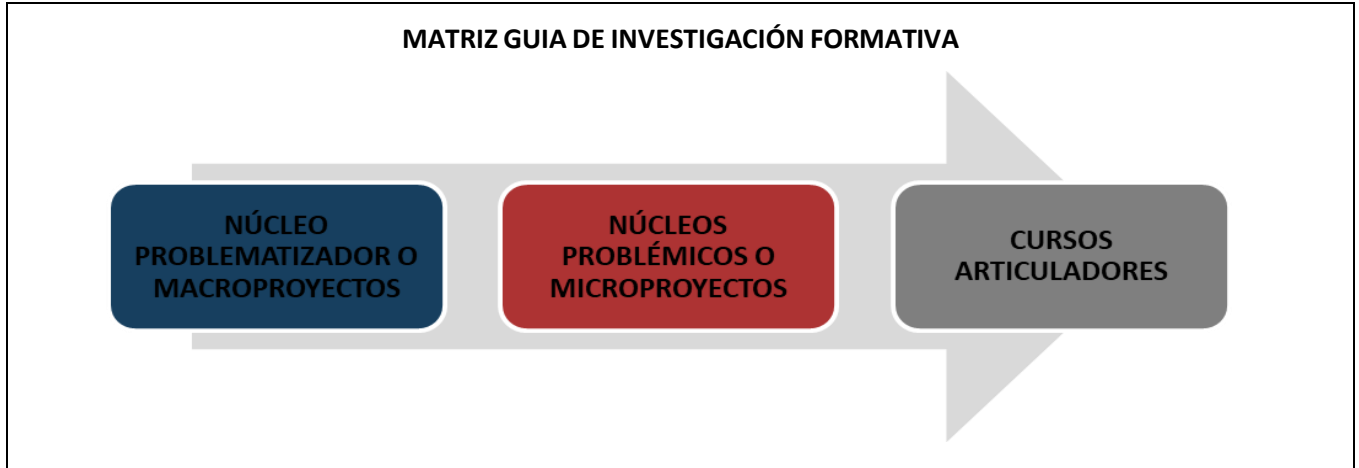 MATRIZ GUIA DE INVESTIGACIÓN FORMATIVA
NÚCLEO
PROBLEMATIZADOR O
MACROPROYECTOS
NÚCLEOS
PROBLÉMICOS O
MICROPROYECTOS
CURSOS
ARTICULADORES